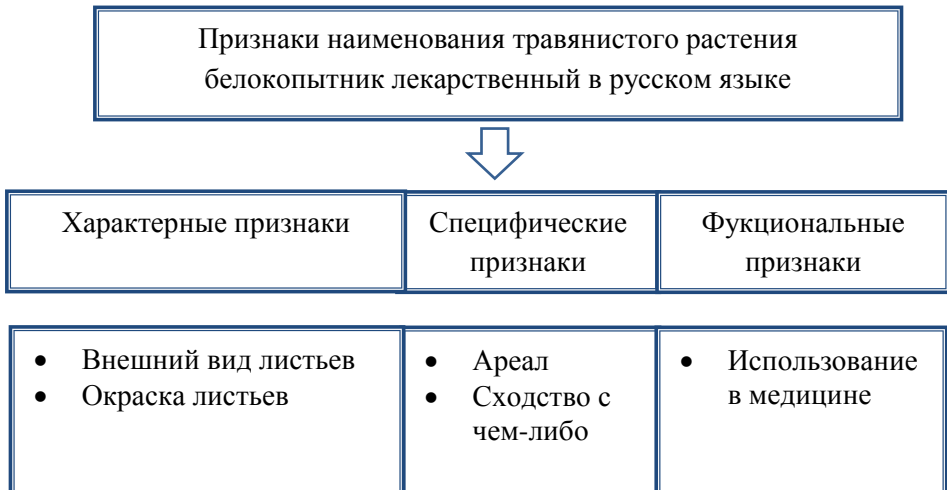 Признаки наименования травянистого растения
белокопытник лекарственный в русском языке
Характерные признаки
Специфические
признаки
Фукциональные
признаки
• Внешний вид листьев
• Окраска листьев
• Ареал
• Сходство с
чем-либо
• Использование
в медицине